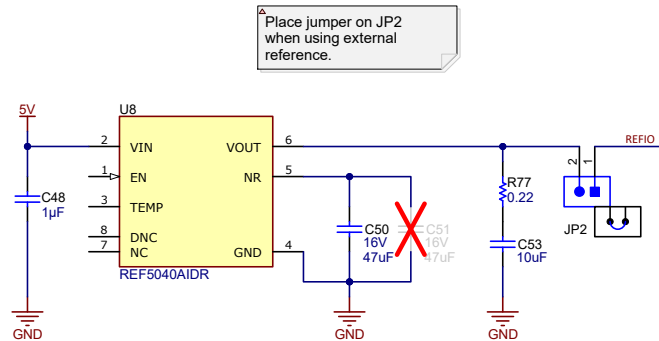 Place jumper on JP2
when using external
reference.
5V
U8
2
VIN
VOUT
6
REFIO
1
EN
NR
5
2
1
3
TEMP
C48
1µF
R77
0.22
8
DNC
7
NC
GND
4
C50
16V
47uF
C51
16V
47uF
JP2
C53
10uF
REF5040AIDR
GND
GND
GND